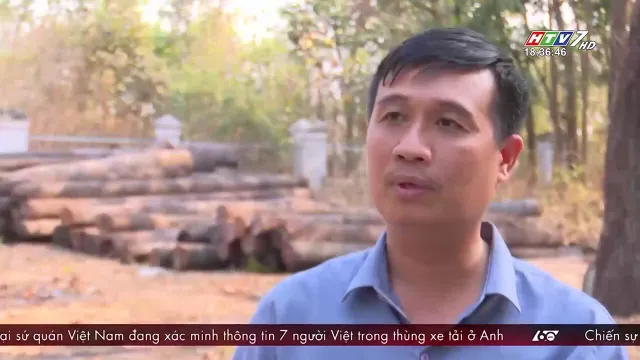 HTV7 HD
18:36:46
ại sứ quán Việt Nam đang xác minh thông tin 7 người Việt trong thùng xe tải ở Anh 60 Chiến sự